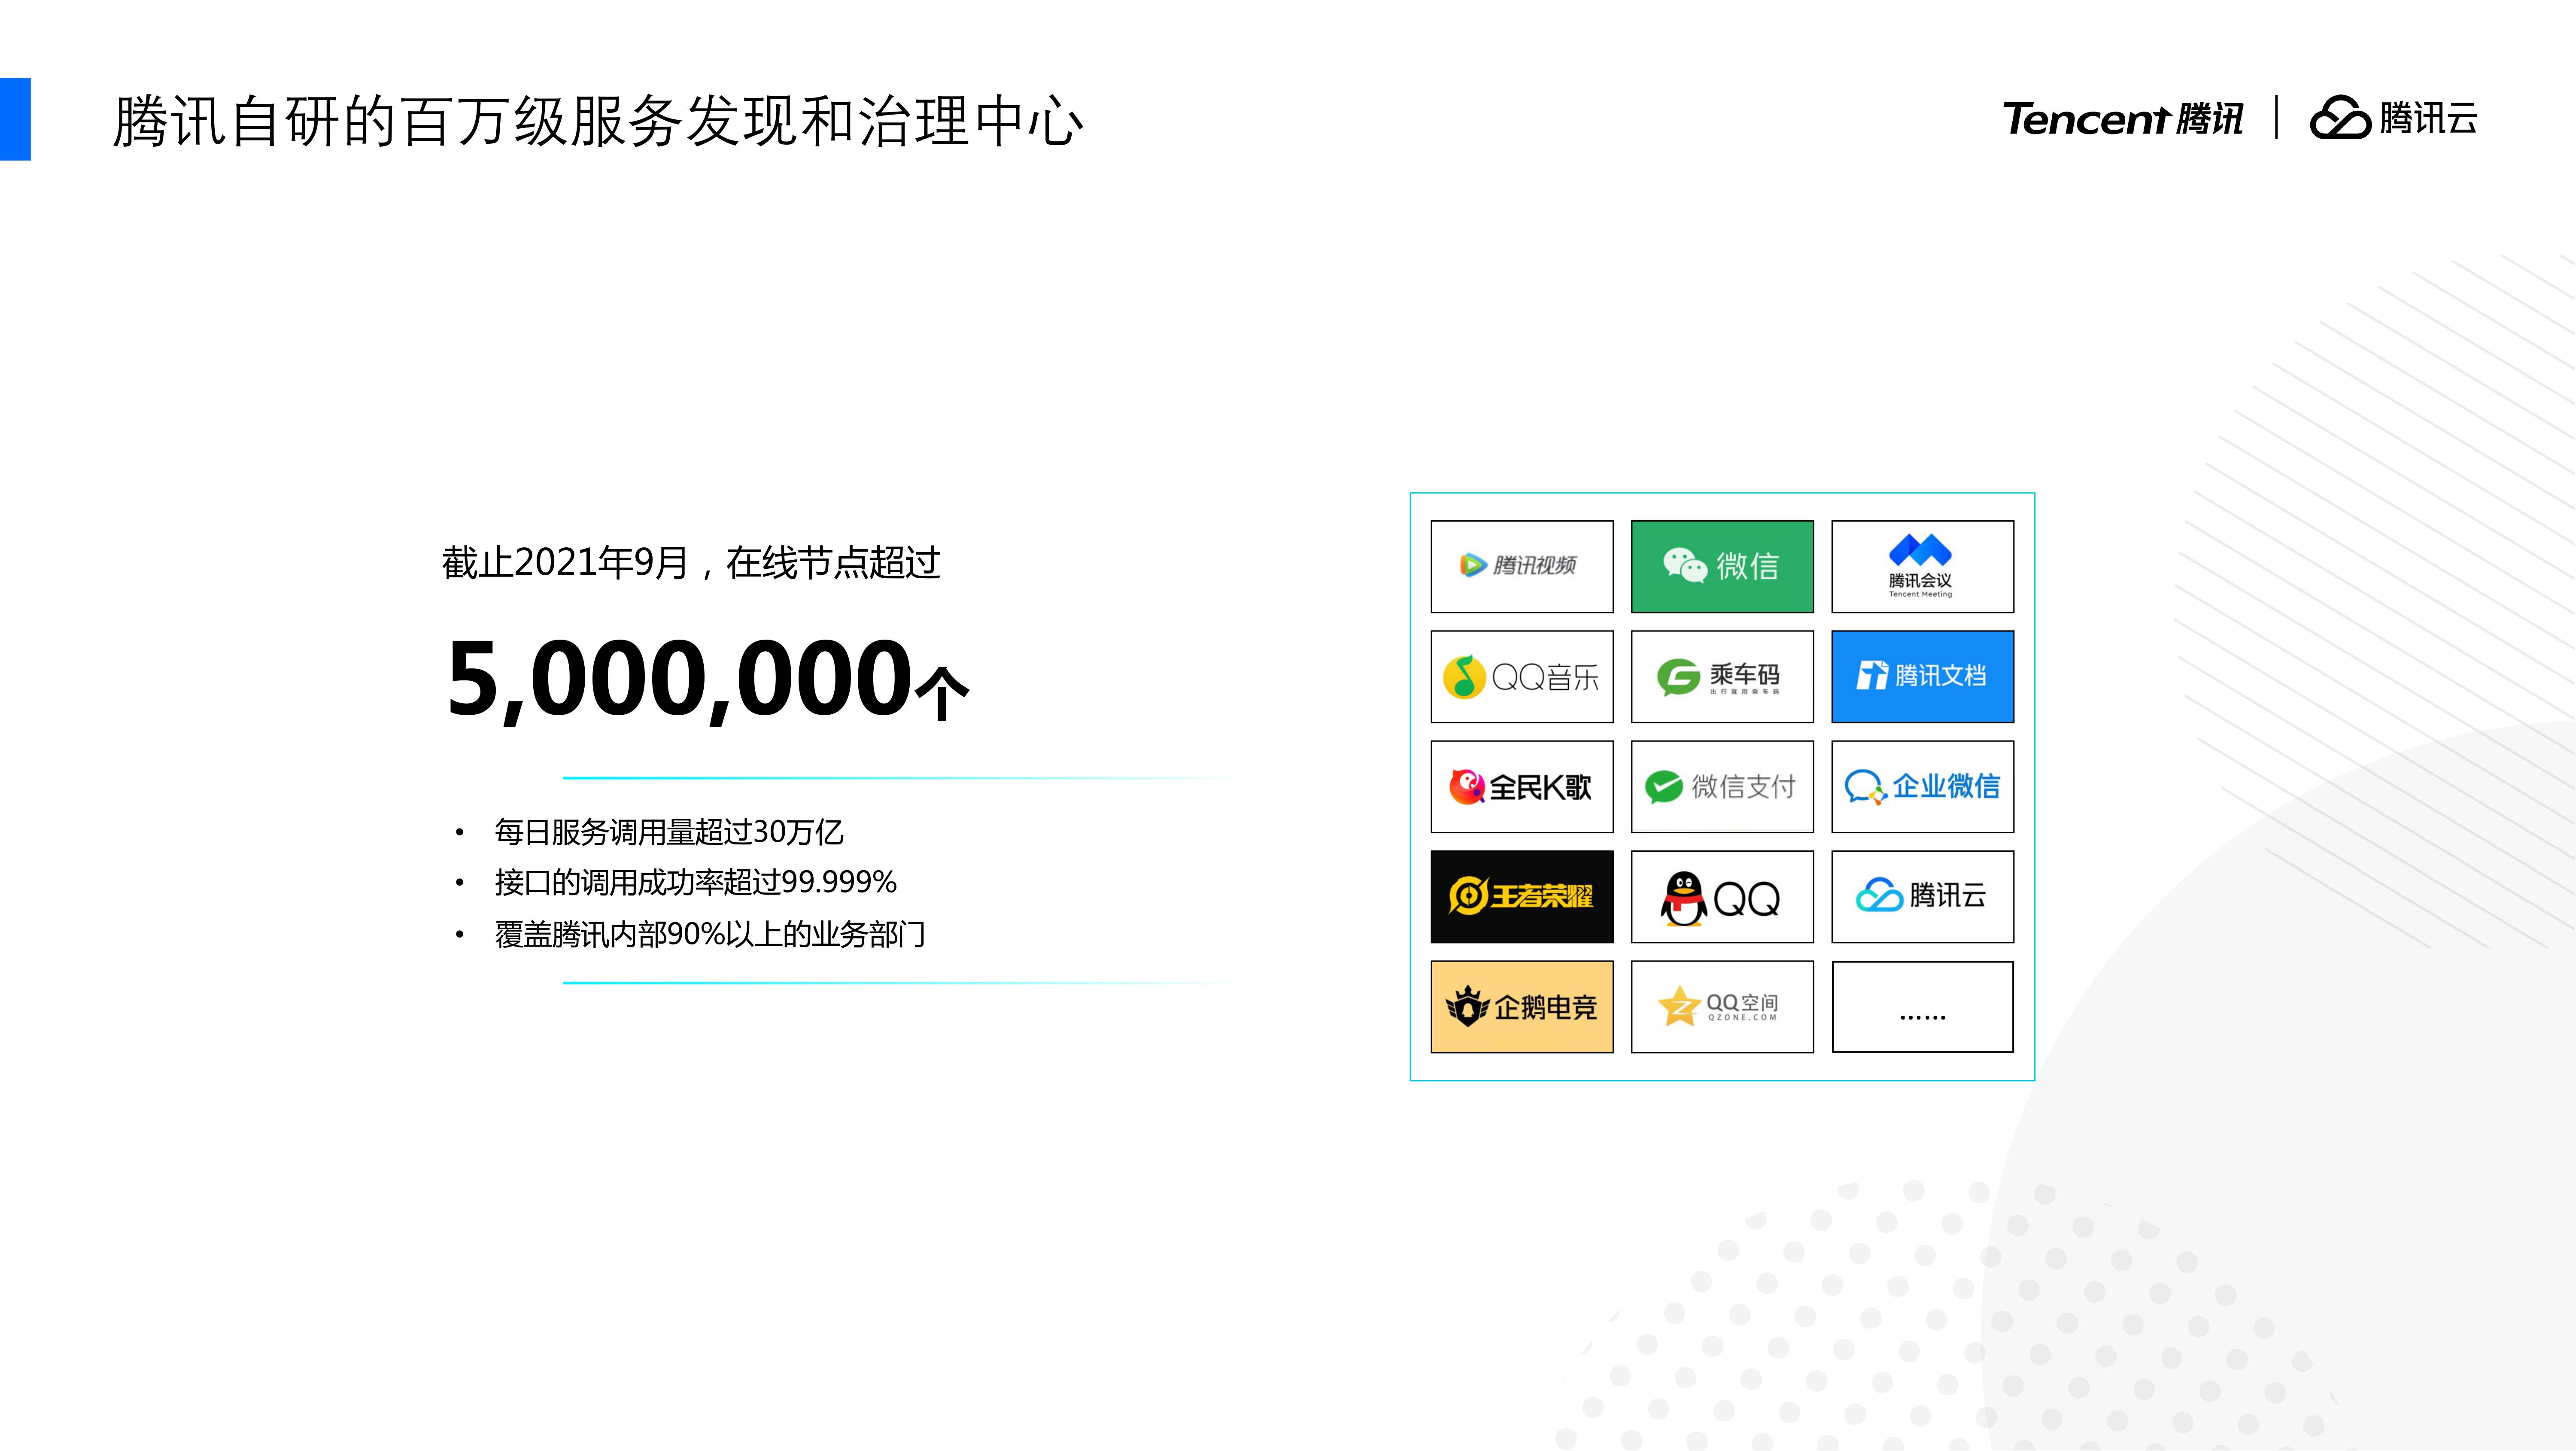 腾讯自研的百万级服务发现和治理中心
Tencent腾讯
腾讯云
截止2021年9月，在线节点超过
5,000,000个
• 每日服务调用量超过30万亿
• 接口的调用成功率超过99.999%
• 覆盖腾讯内部90%以上的业务部门
腾讯视频
微信
腾讯会议
Tencent Meeting
QQ音乐
乘车码
出行就用乘车码
腾讯文档
全民K歌
微信支付
企业微信
王者荣耀
QQ
腾讯云
企鹅电竞
QQ空间
QZONE.COM
……